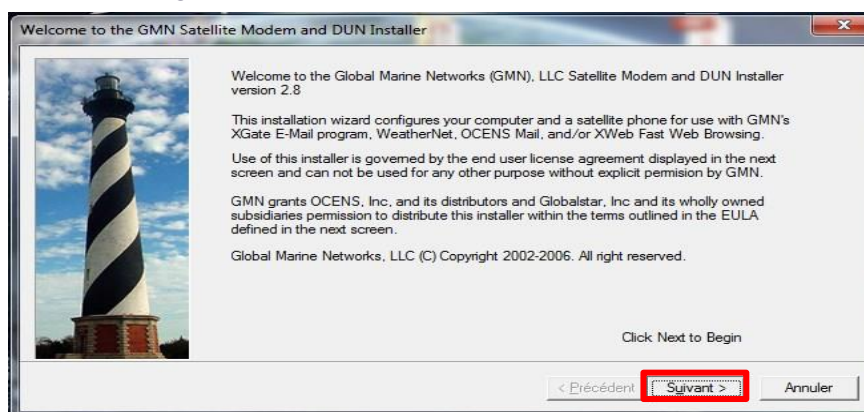 Welcome to the GMN Satellite Modem and DUN Installer
Welcome to the Global Marine Networks (GMN), LLC Satellite Modem and DUN Installer
version 2.8
This installation wizard configures your computer and a satellite phone for use with GMN's
XGate E-Mail program, WeatherNet, OCENS Mail, and/or XWeb Fast Web Browsing.
Use of this installer is governed by the end user license agreement displayed in the next
screen and can not be used for any other purpose without explicit permision by GMN.
GMN grants OCENS, Inc, and its distributors and Globalstar, Inc and its wholly owned
subsidiaries permission to distribute this installer within the terms outlined in the EULA
defined in the next screen.
Global Marine Networks, LLC (C) Copyright 2002-2006. All right reserved.
Click Next to Begin
< Précédent Suivant > Annuler